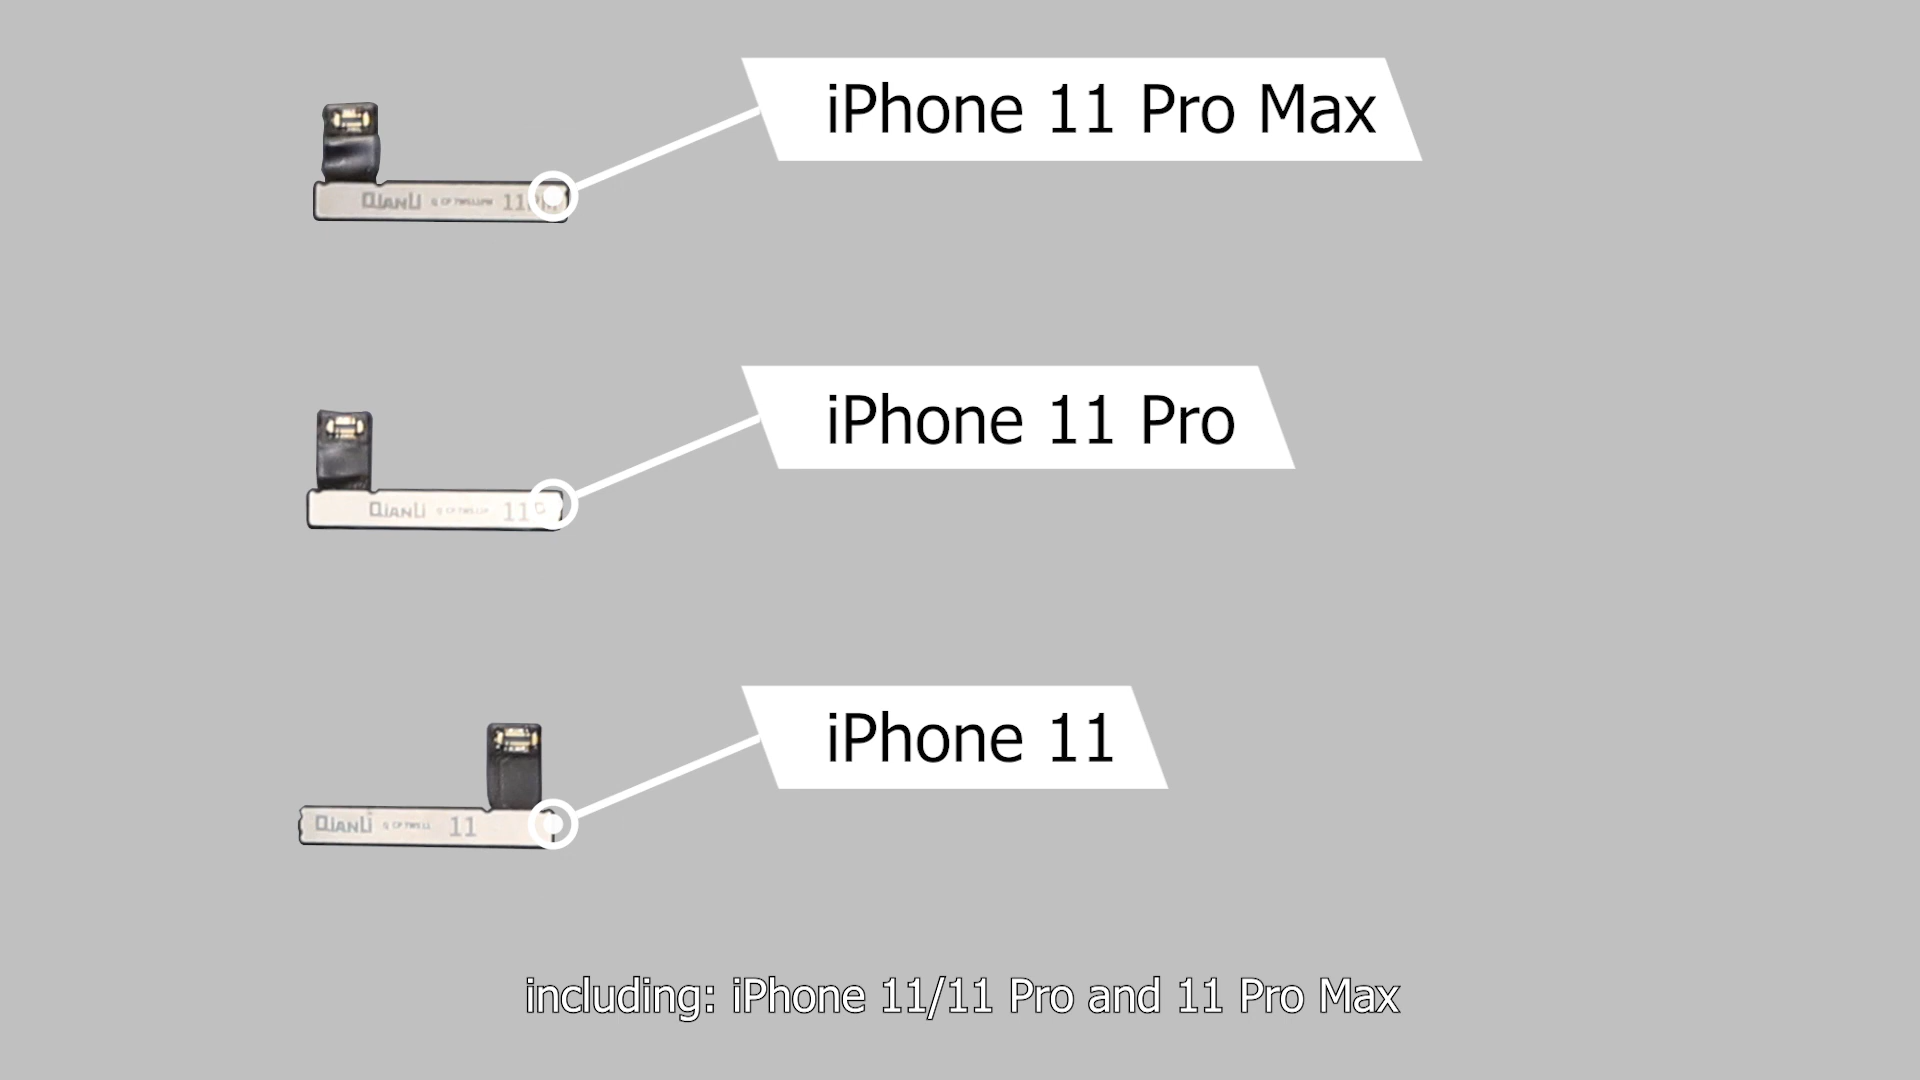 iPhone 11 Pro Max
QIANLI 11PM
iPhone 11 Pro
QIANLI 11
iPhone 11
QIANLI 11
including: iPhone 11/11 Pro and 11 Pro Max